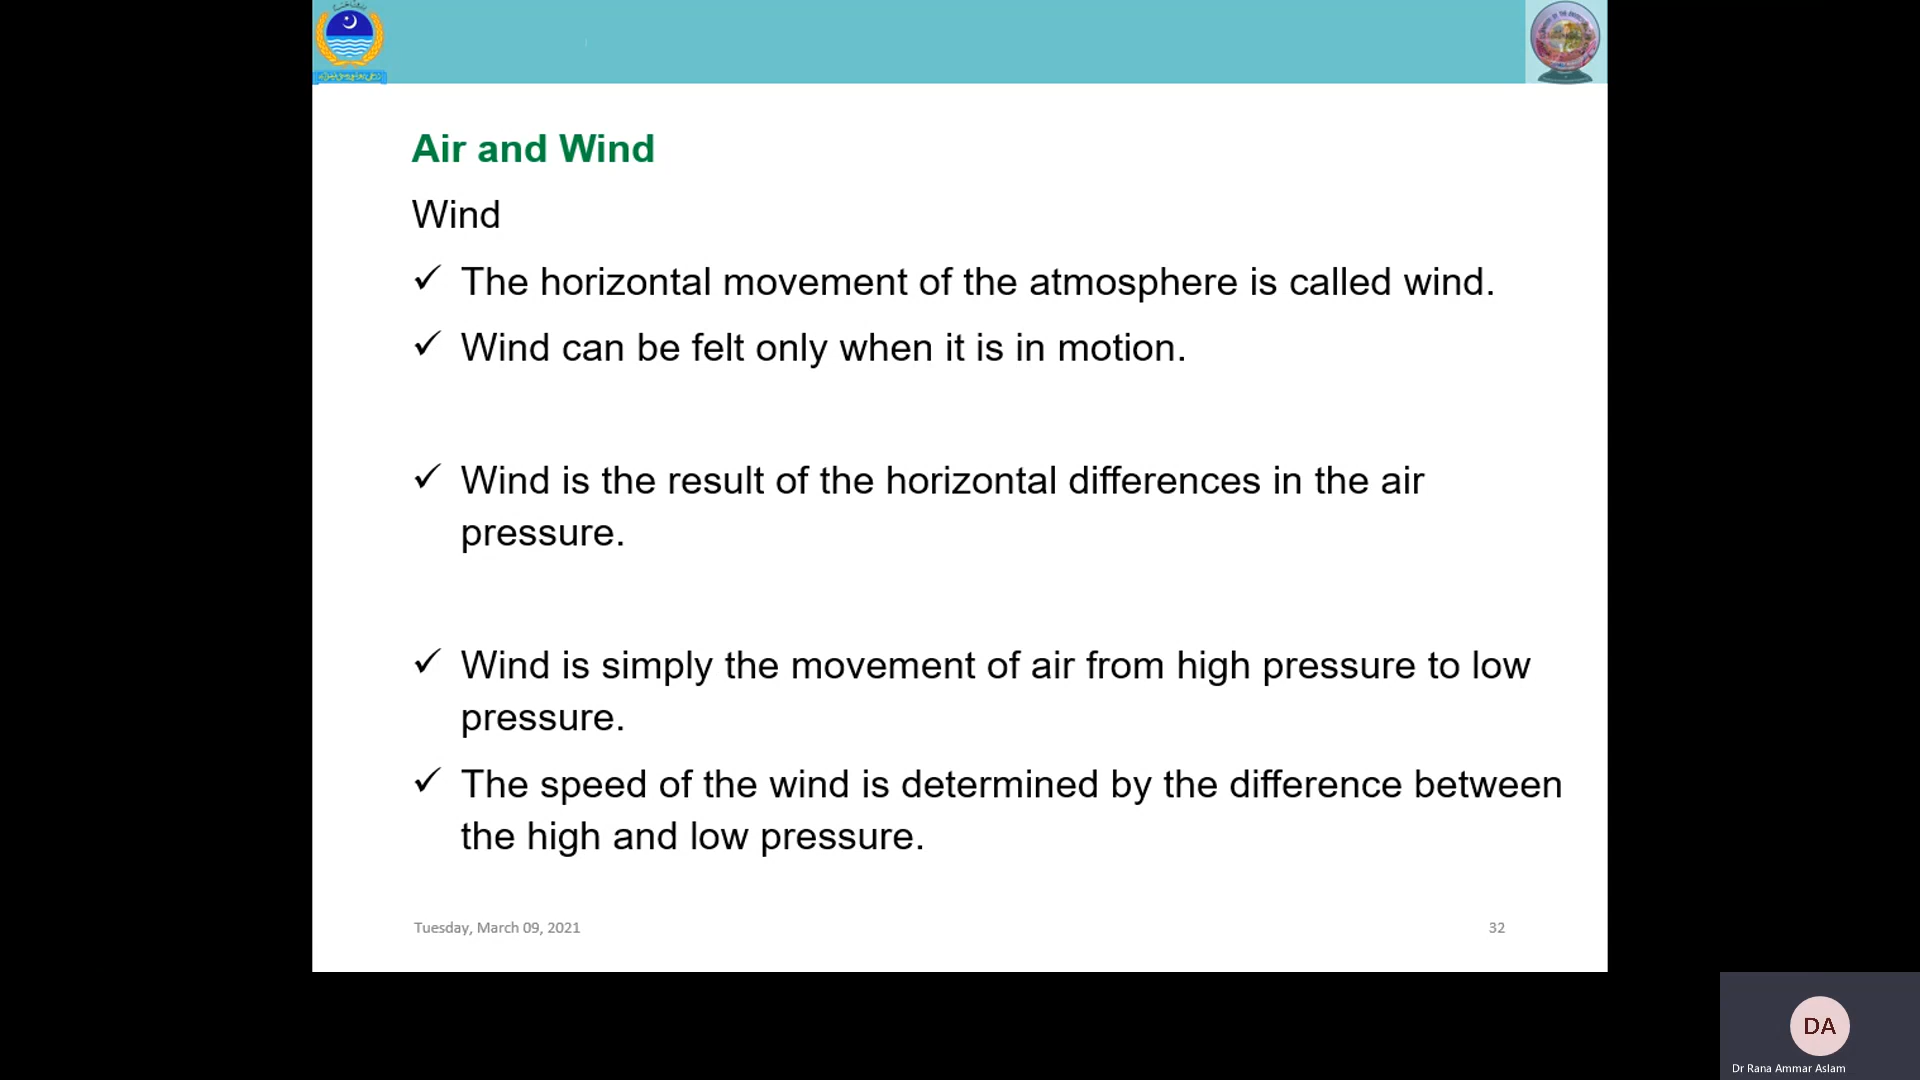 Air and Wind
Wind
✓ The horizontal movement of the atmosphere is called wind.
✓ Wind can be felt only when it is in motion.
✓ Wind is the result of the horizontal differences in the air
pressure.
✓ Wind is simply the movement of air from high pressure to low
pressure.
✓ The speed of the wind is determined by the difference between
the high and low pressure.
Tuesday, March 09, 2021
32
DA
Dr Rana Ammar Aslam